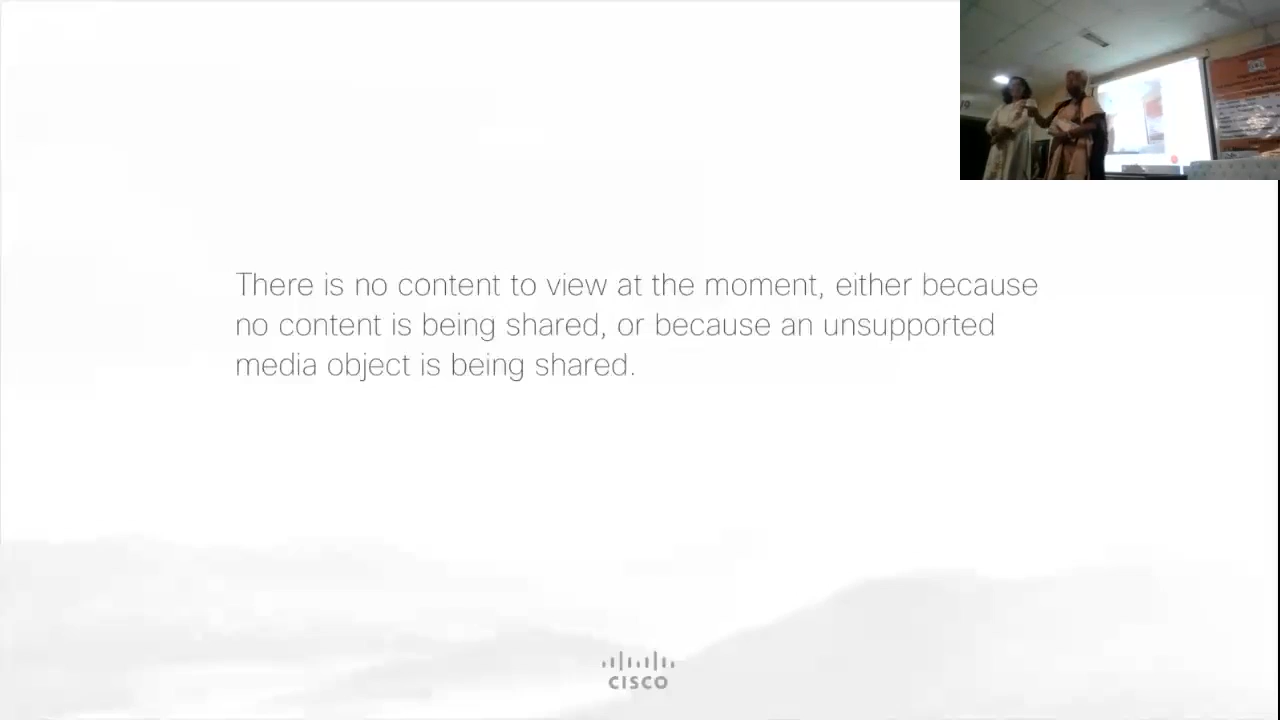 There is no content to view at the moment, either because
no content is being shared, or because an unsupported
media object is being shared.
CISCO